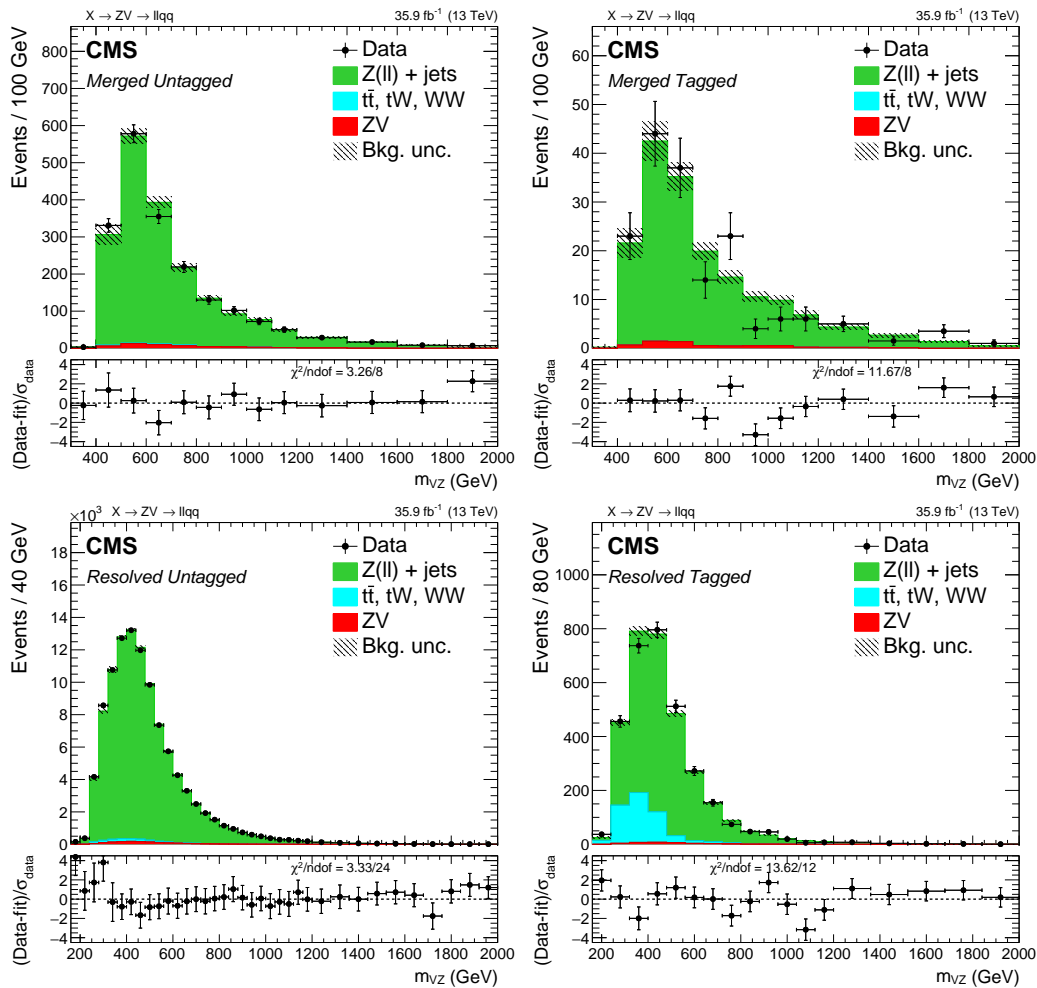 X → ZV → llqq 35.9 fb⁻¹ (13 TeV)
CMS
Merged Untagged
Data
Z(ll) + jets
tt̄, tW, WW
ZV
Bkg. unc.
Events / 100 GeV
800
700
600
500
400
300
200
100
0
χ²/ndof = 3.26/8
(Data-fit)/σdata
4
2
0
−2
−4
400 600 800 1000 1200 1400 1600 1800 2000
mVZ (GeV)
X → ZV → llqq 35.9 fb⁻¹ (13 TeV)
CMS
Merged Tagged
Data
Z(ll) + jets
tt̄, tW, WW
ZV
Bkg. unc.
Events / 100 GeV
60
50
40
30
20
10
0
χ²/ndof = 11.67/8
(Data-fit)/σdata
4
2
0
−2
−4
400 600 800 1000 1200 1400 1600 1800 2000
mVZ (GeV)
×10³ X → ZV → llqq 35.9 fb⁻¹ (13 TeV)
CMS
Resolved Untagged
Data
Z(ll) + jets
tt̄, tW, WW
ZV
Bkg. unc.
Events / 40 GeV
18
16
14
12
10
8
6
4
2
0
χ²/ndof = 3.33/24
(Data-fit)/σdata
4
2
0
−2
−4
200 400 600 800 1000 1200 1400 1600 1800 2000
mVZ (GeV)
X → ZV → llqq 35.9 fb⁻¹ (13 TeV)
CMS
Resolved Tagged
Data
Z(ll) + jets
tt̄, tW, WW
ZV
Bkg. unc.
Events / 80 GeV
1000
800
600
400
200
0
χ²/ndof = 13.62/12
(Data-fit)/σdata
4
2
0
−2
−4
200 400 600 800 1000 1200 1400 1600 1800 2000
mVZ (GeV)